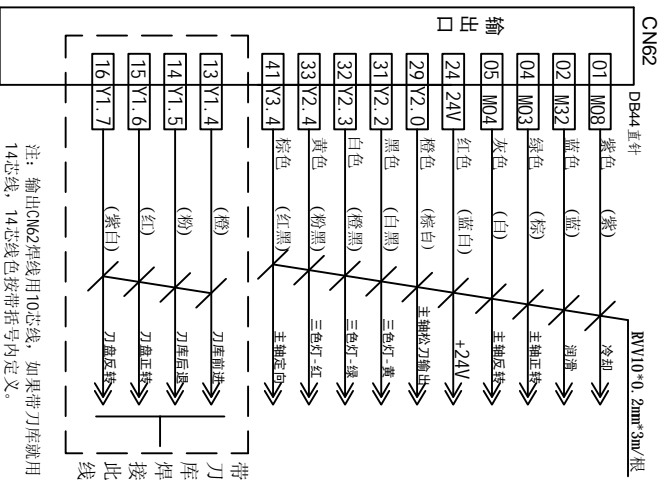 CN62
DB44直针
输出口
01 M08 紫色 (紫) 冷却
02 M32 蓝色 (蓝) 润滑
04 M03 绿色 (棕) 主轴正转
05 M04 灰色 (白) 主轴反转
24 24V 红色 (蓝白) +24V
29 Y2.0 橙色 (棕白) 主轴松刀输出
31 Y2.2 黑色 (白黑) 三色灯-黄
32 Y2.3 白色 (橙黑) 三色灯-绿
33 Y2.4 黄色 (粉黑) 三色灯-红
41 Y3.4 棕色 (红黑) 主轴定向
13 Y1.4 (橙) 刀库前进
14 Y1.5 (粉) 刀库后退
15 Y1.6 (红) 刀盘正转
16 Y1.7 (紫白) 刀盘反转
RVV10*0.2mm*3m/根
带刀库焊接此线
注: 输出CN62焊线用10芯线, 如果带刀库就用
14芯线, 14芯线色按带括号内定义。